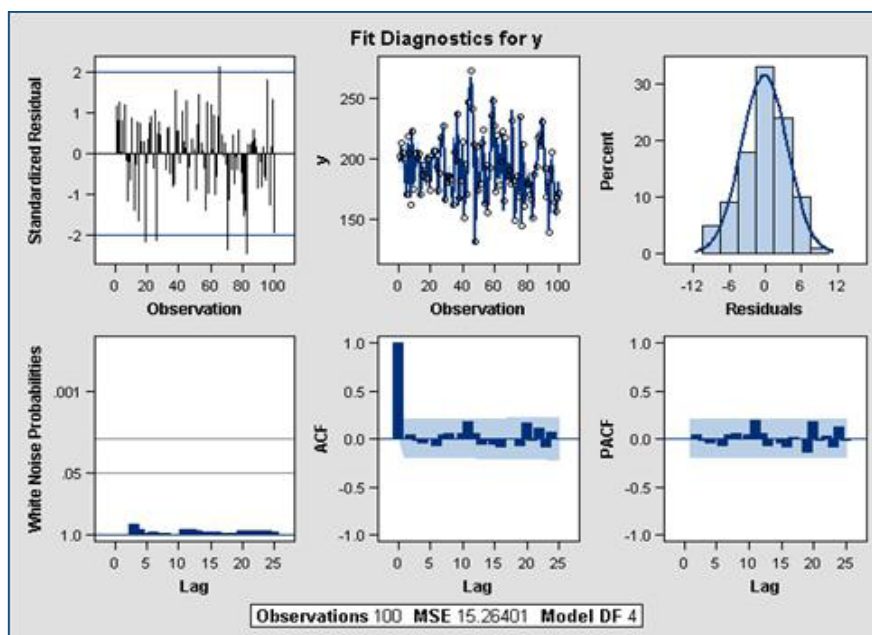 Fit Diagnostics for y
Standardized Residual
2
1
0
-1
-2
0 20 40 60 80 100
Observation
y
250
200
150
0 20 40 60 80 100
Observation
Percent
30
20
10
0
-12 -6 0 6 12
Residuals
White Noise Probabilities
.001
.05
1.0
0 5 10 15 20 25
Lag
ACF
1.0
0.5
0.0
-0.5
-1.0
0 5 10 15 20 25
Lag
PACF
1.0
0.5
0.0
-0.5
-1.0
0 5 10 15 20 25
Lag
Observations 100 MSE 15.26401 Model DF 4